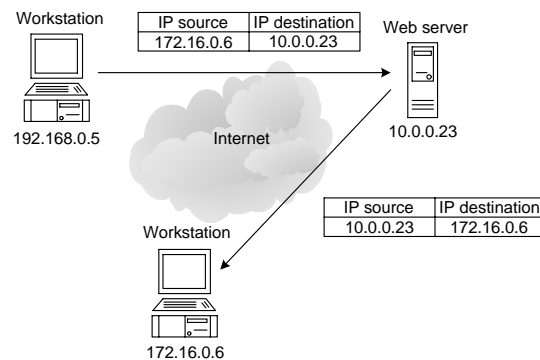 Workstation
IP source IP destination
172.16.0.6 10.0.0.23
Web server
192.168.0.5
Internet
10.0.0.23
IP source IP destination
10.0.0.23 172.16.0.6
Workstation
172.16.0.6